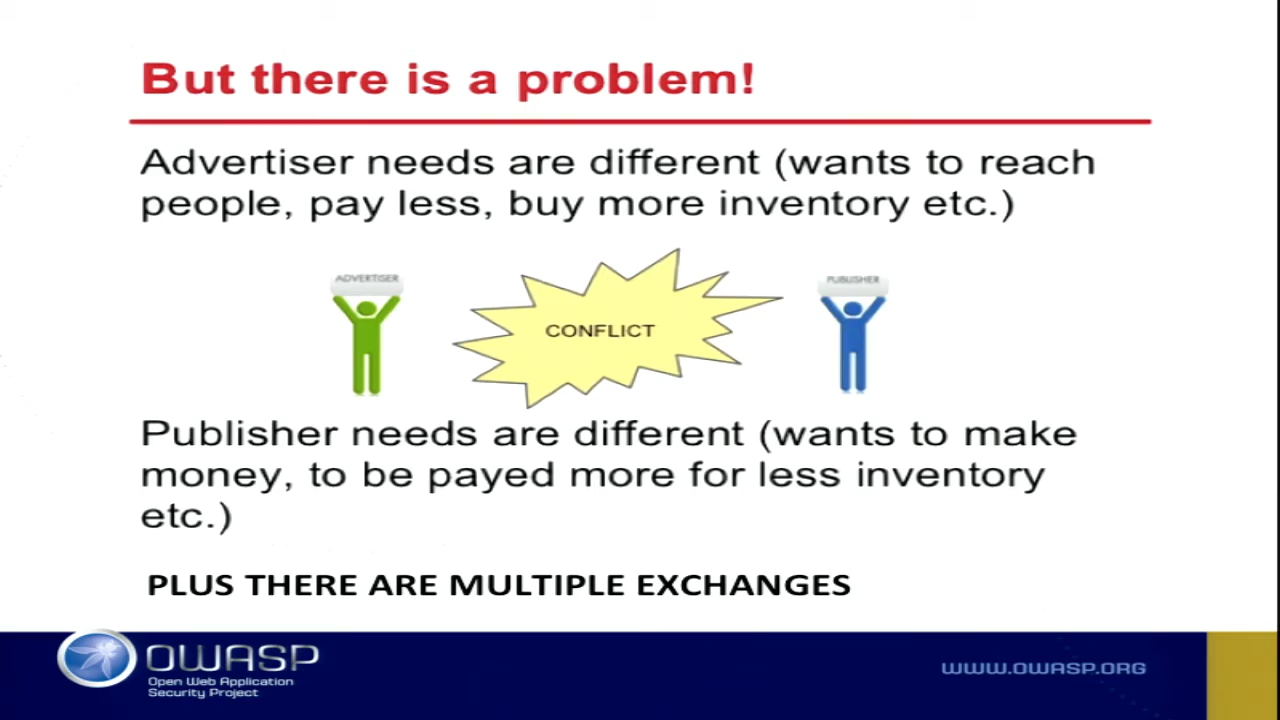 But there is a problem!
Advertiser needs are different (wants to reach
people, pay less, buy more inventory etc.)
ADVERTISER
CONFLICT
PUBLISHER
Publisher needs are different (wants to make
money, to be payed more for less inventory
etc.)
PLUS THERE ARE MULTIPLE EXCHANGES
OWASP
Open Web Application
Security Project
WWW.OWASP.ORG